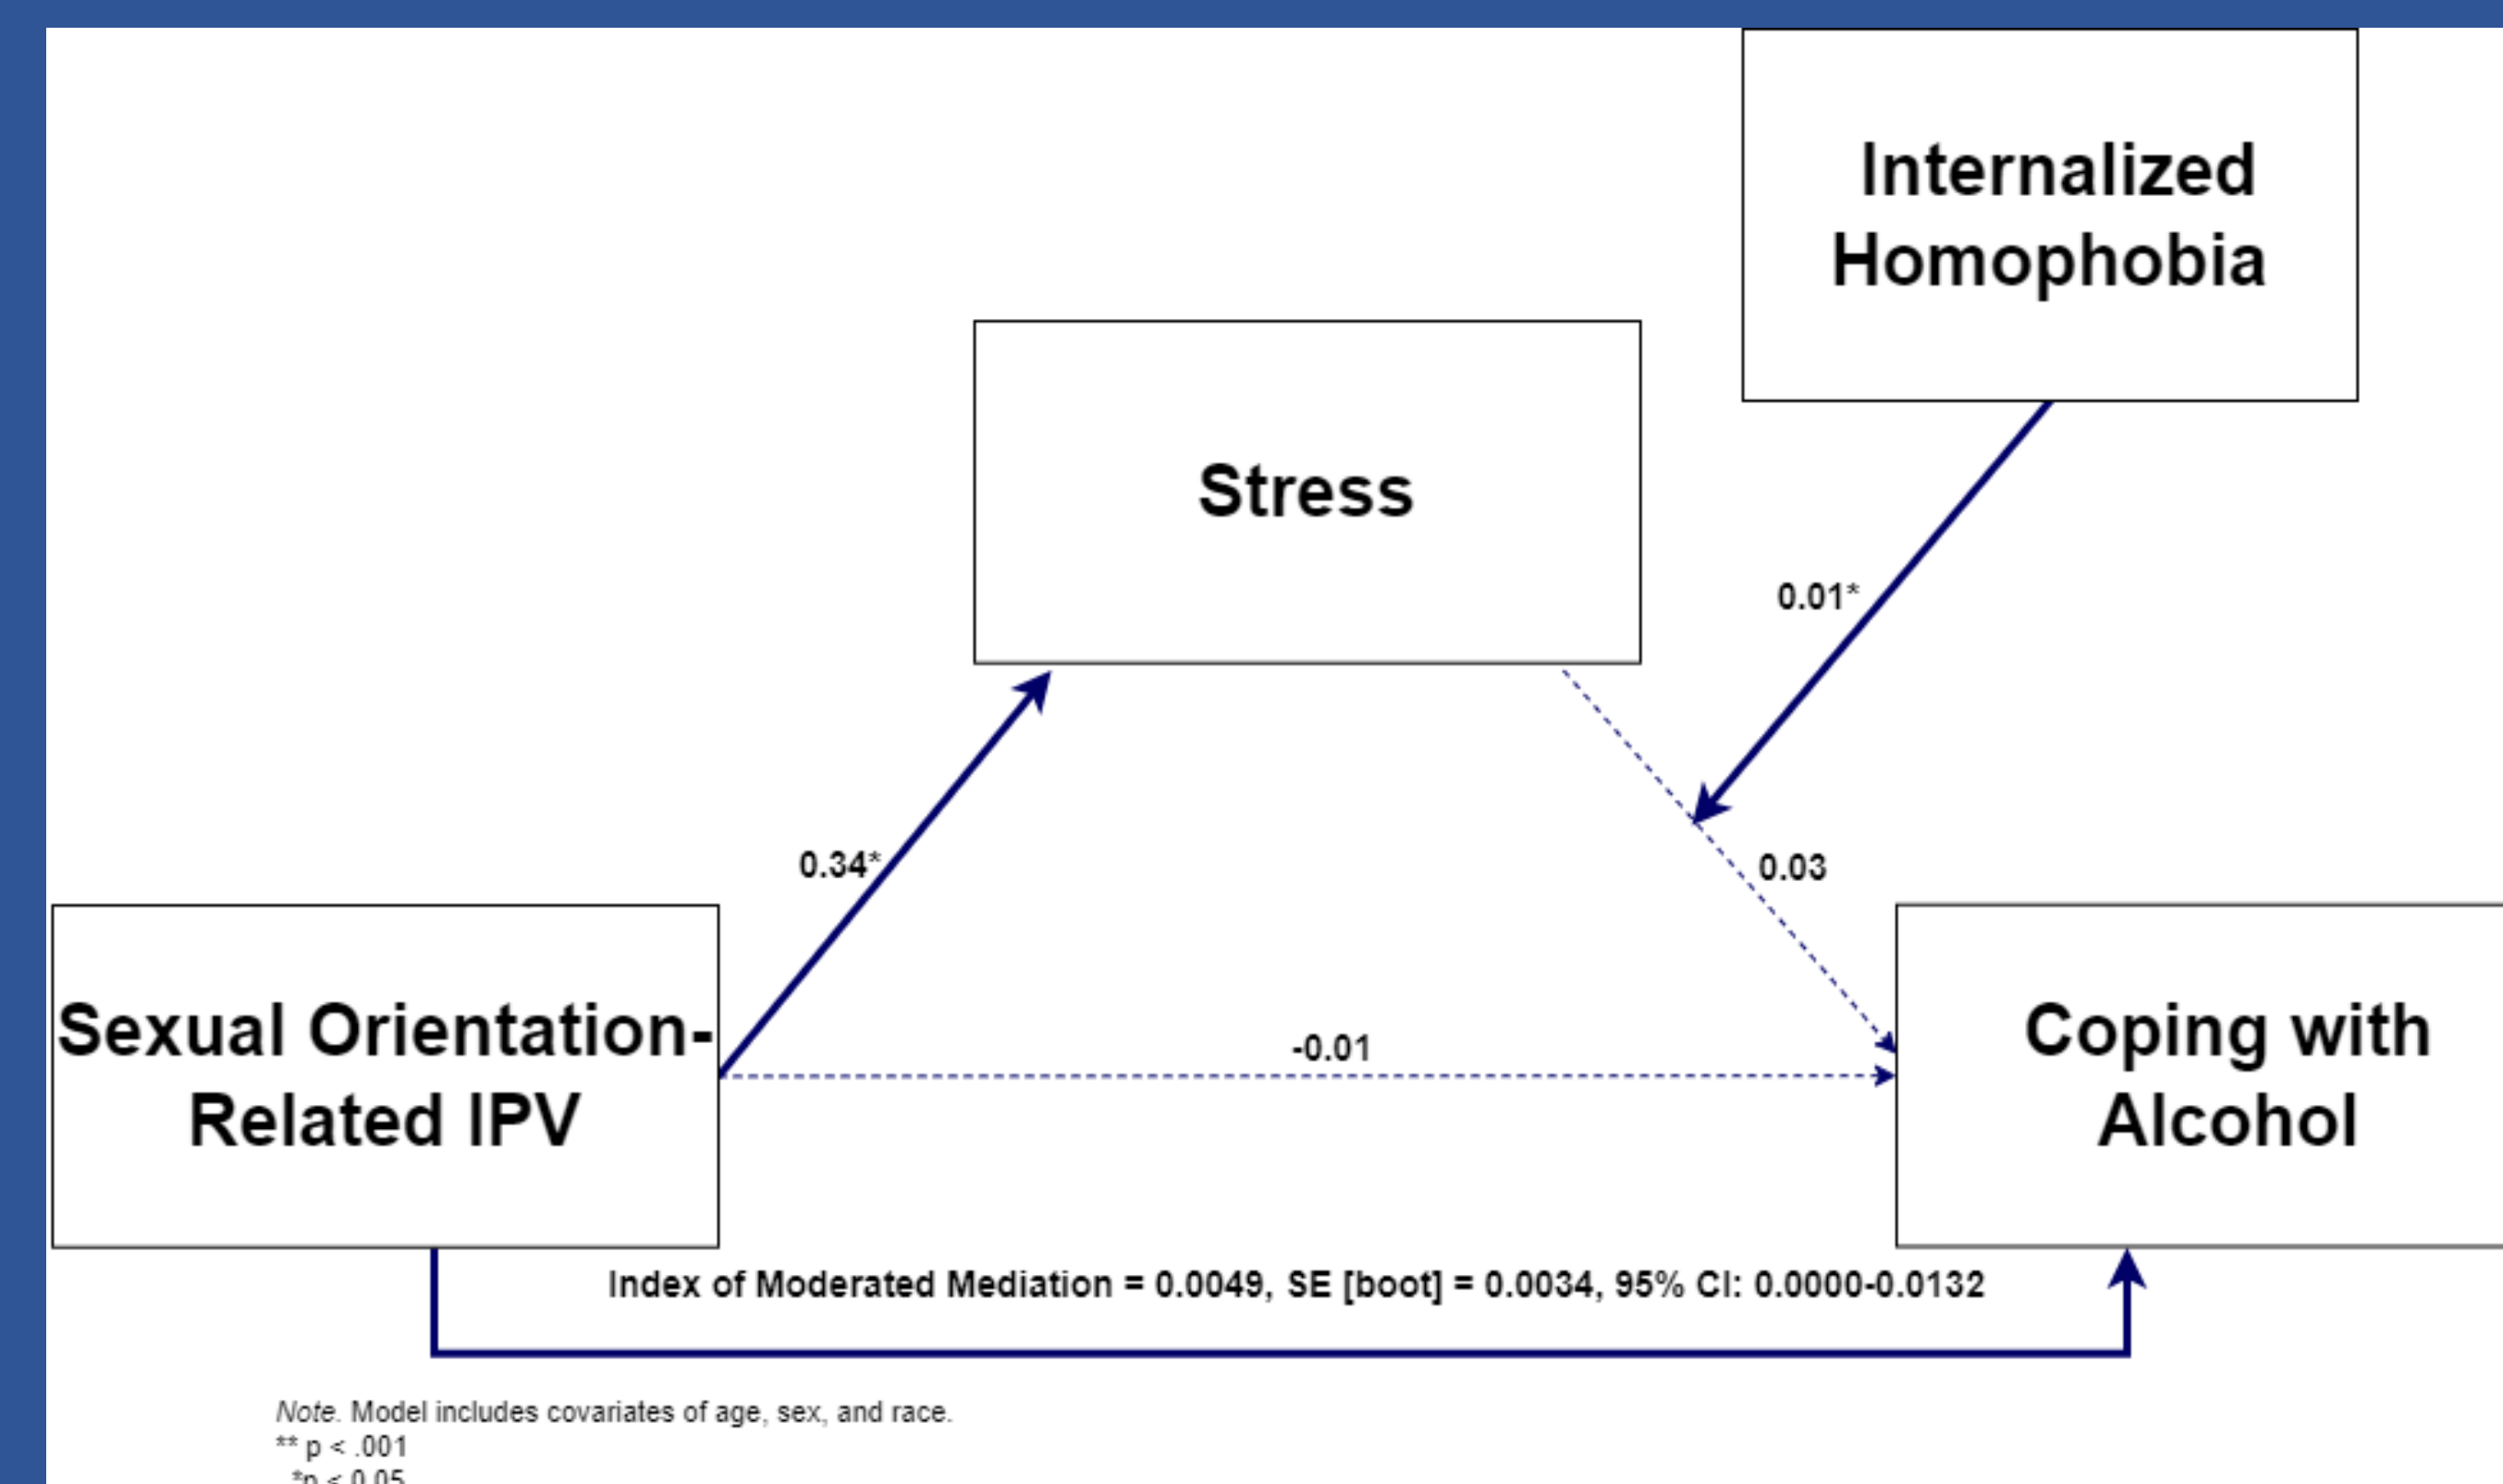 Internalized
Homophobia
Stress
0.01*
0.34*
0.03
Sexual Orientation-
Related IPV
-0.01
Coping with
Alcohol
Index of Moderated Mediation = 0.0049, SE [boot] = 0.0034, 95% CI: 0.0000-0.0132
Note. Model includes covariates of age, sex, and race.
** p < .001
*p < 0.05